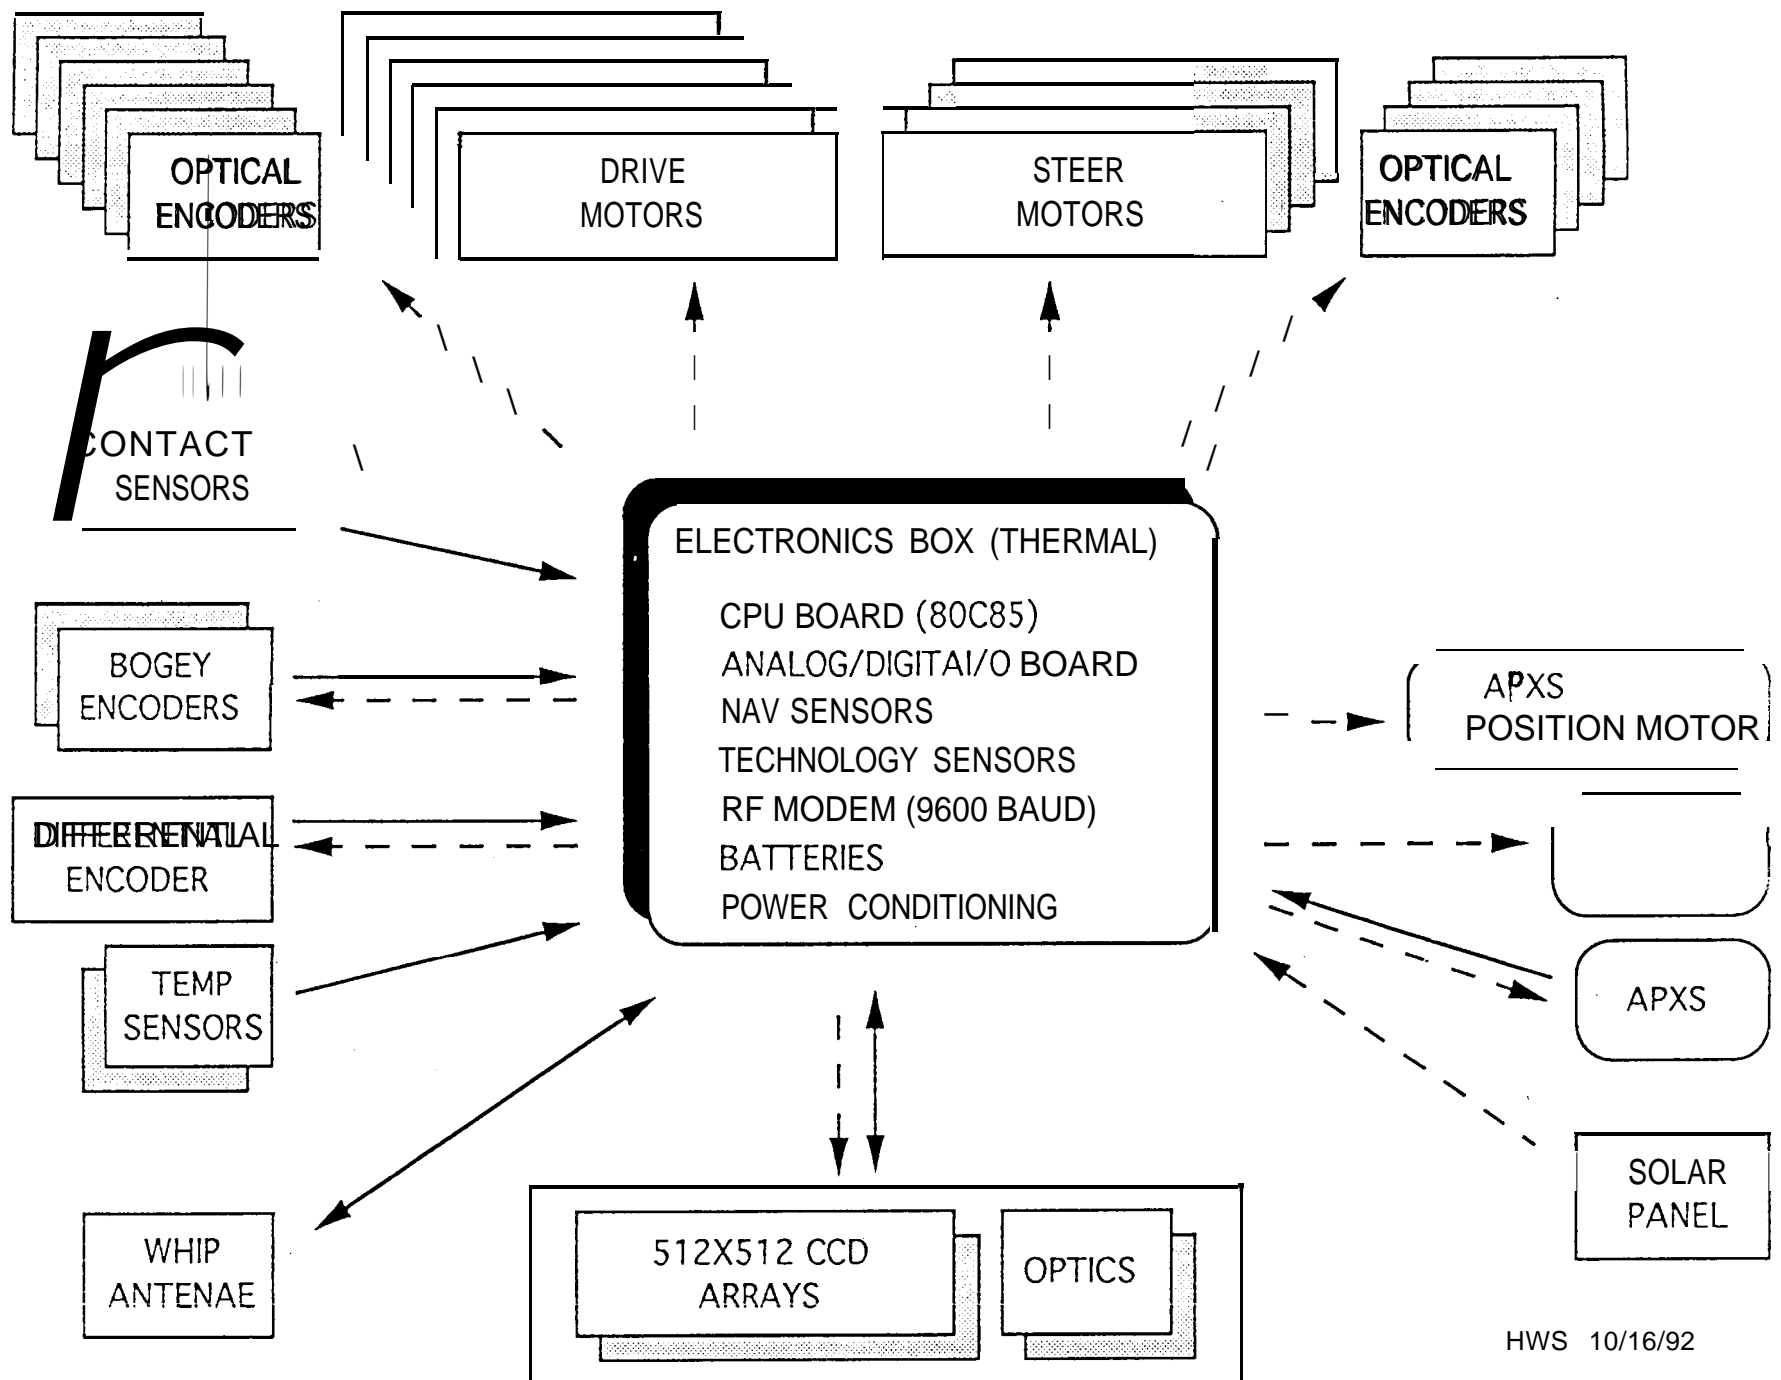 OPTICAL
ENCODERS
DRIVE
MOTORS
STEER
MOTORS
OPTICAL
ENCODERS
CONTACT
SENSORS
ELECTRONICS BOX (THERMAL)
CPU BOARD (80C85)
ANALOG/DIGITAI/O BOARD
NAV SENSORS
TECHNOLOGY SENSORS
RF MODEM (9600 BAUD)
BATTERIES
POWER CONDITIONING
BOGEY
ENCODERS
DIFFERENTIAL
ENCODER
TEMP
SENSORS
WHIP
ANTENAE
512X512 CCD
ARRAYS
OPTICS
APXS
POSITION MOTOR
APXS
SOLAR
PANEL
HWS 10/16/92